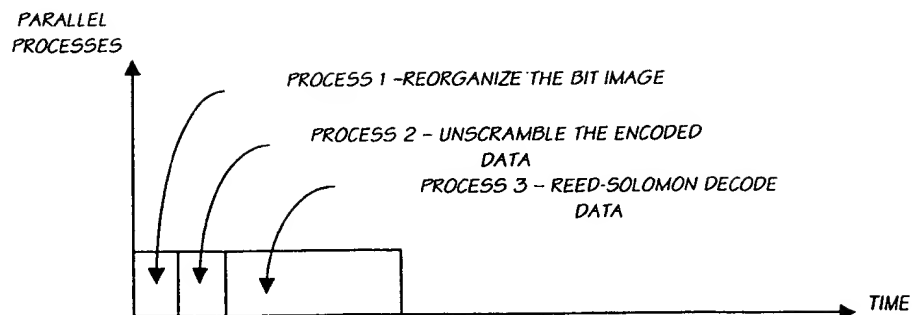 PARALLEL
PROCESSES
PROCESS 1 -REORGANIZE THE BIT IMAGE
PROCESS 2 - UNSCRAMBLE THE ENCODED
DATA
PROCESS 3 - REED-SOLOMON DECODE
DATA
TIME